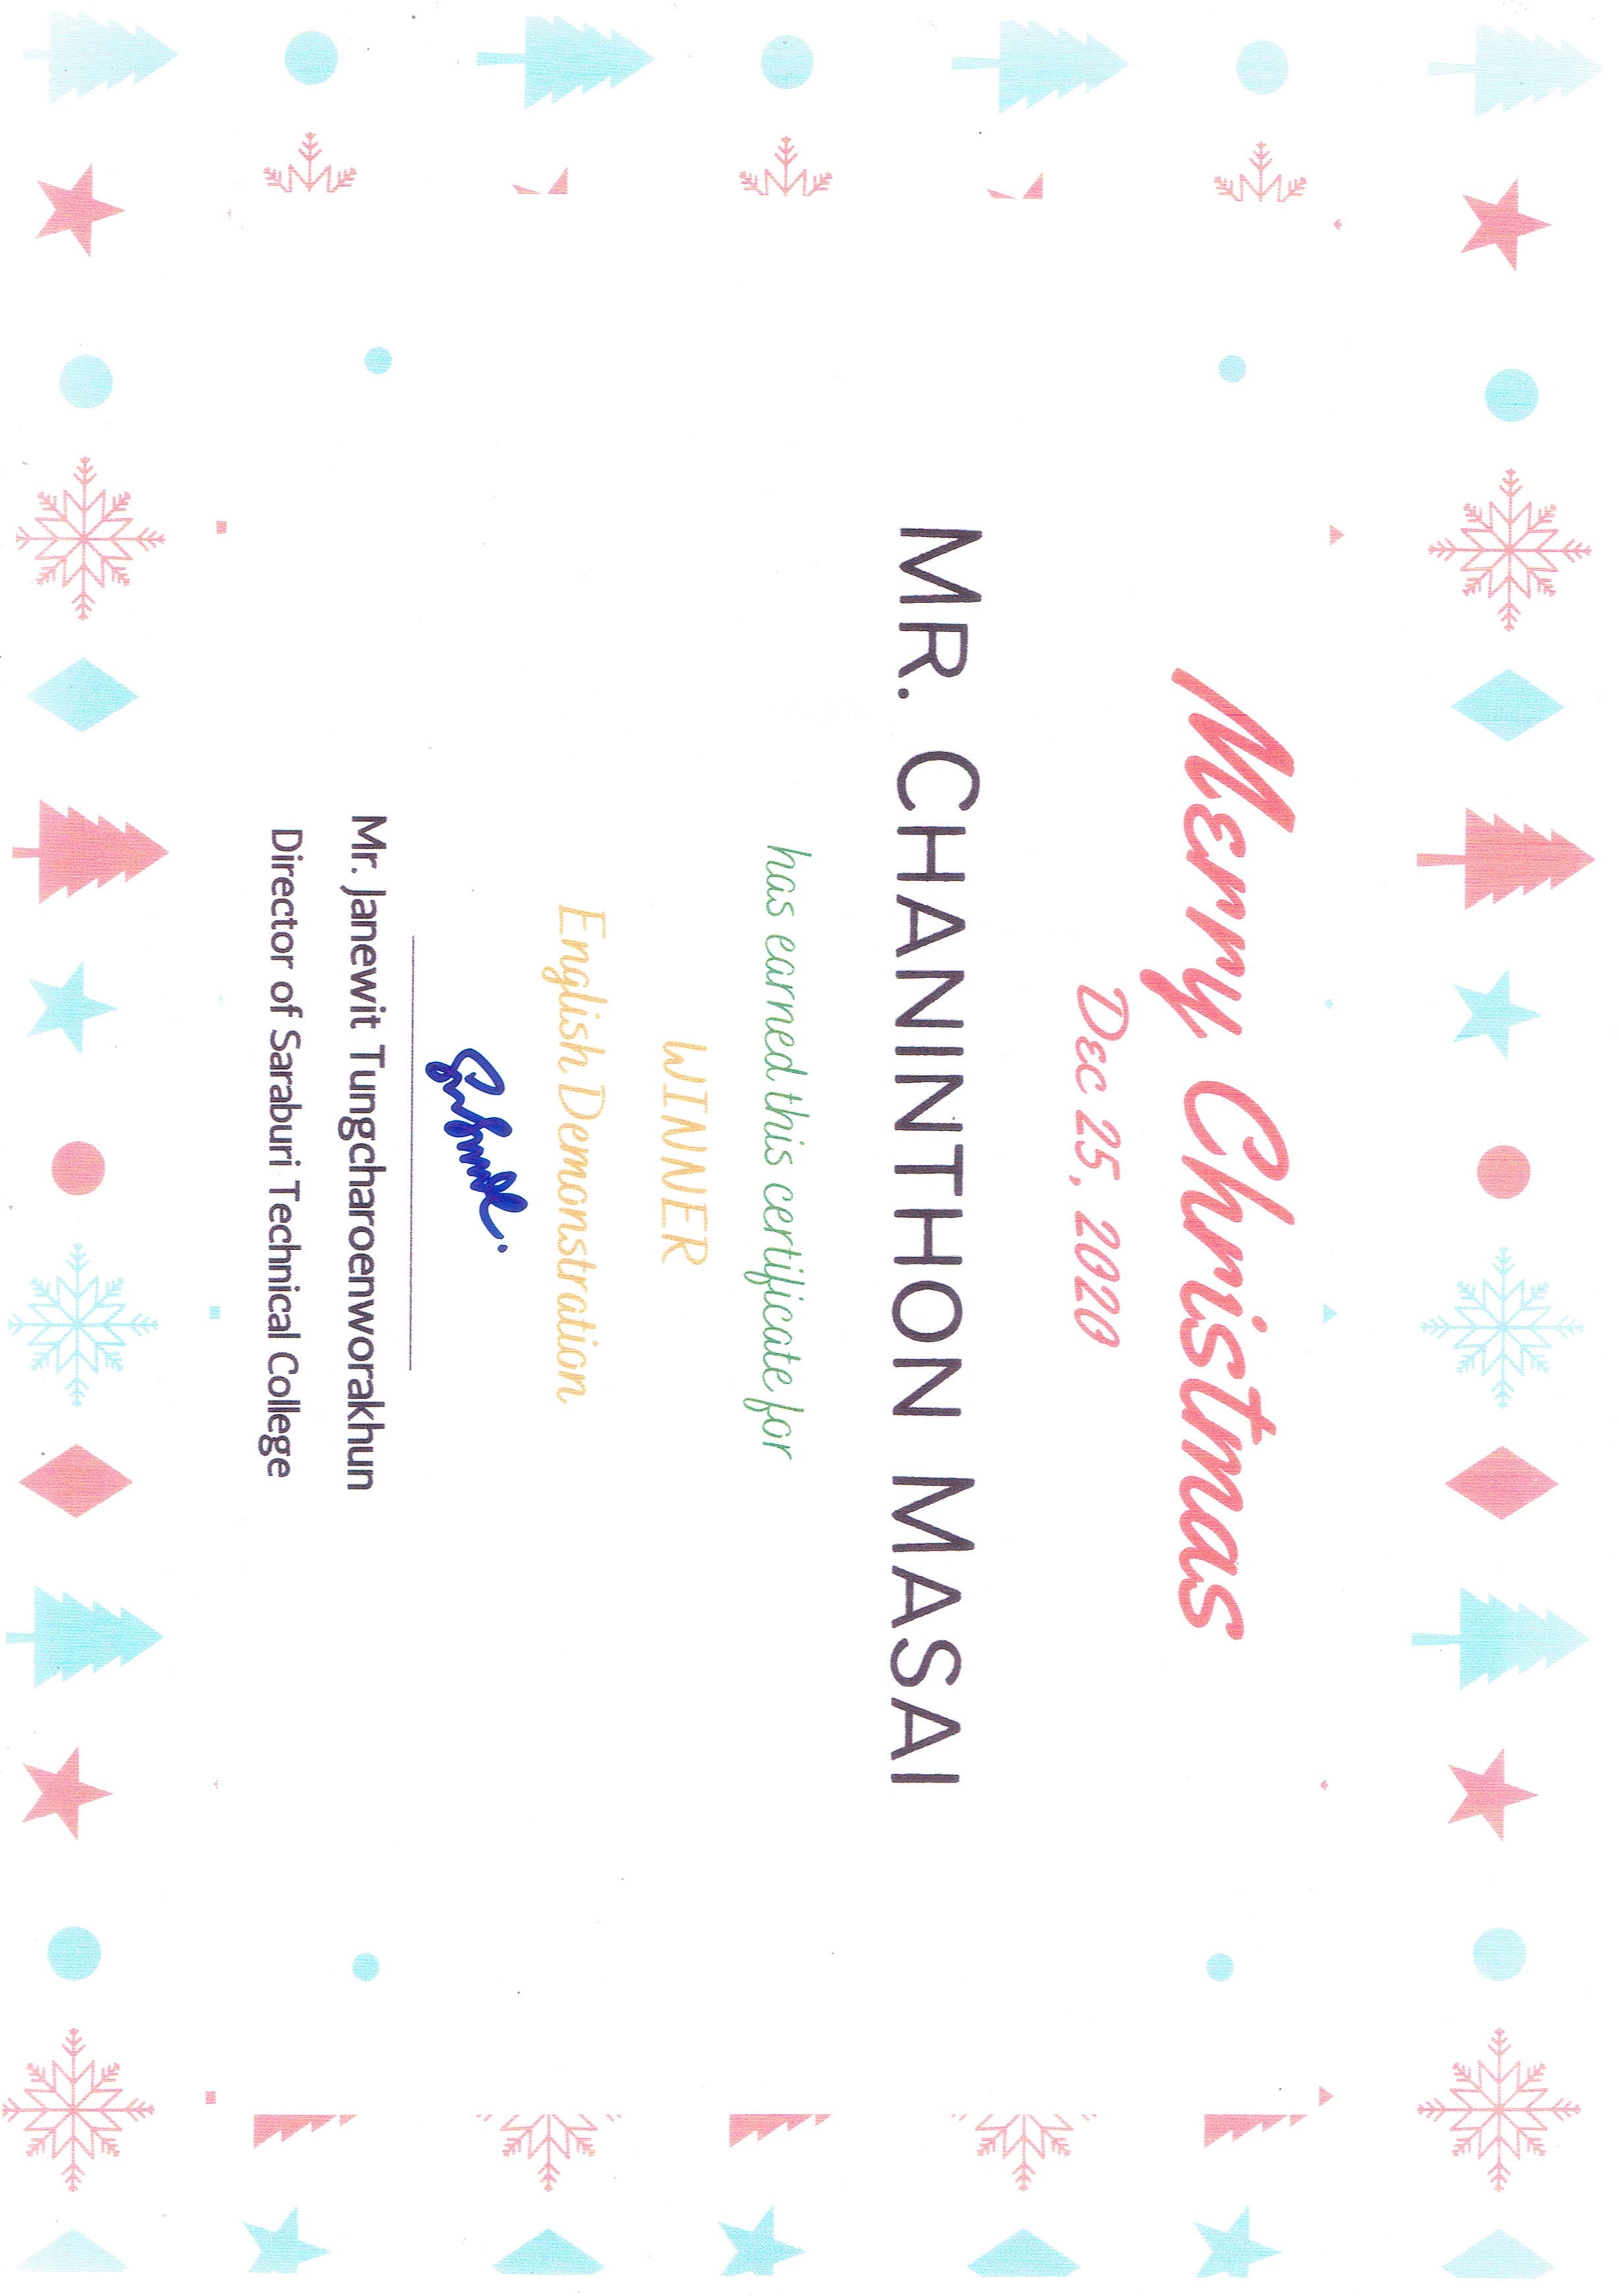 Merry Christmas
Dec 25, 2020
MR. CHANINTHON MASAI
has earned this certificate for
WINNER
English Demonstration
Mr. Janewit Tungcharoenworakhun
Director of Saraburi Technical College